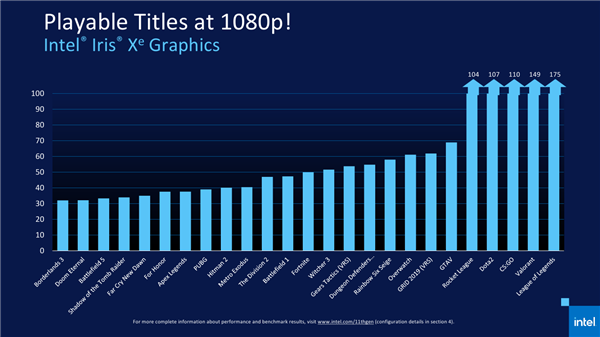 Playable Titles at 1080p!
Intel® Iris® Xe Graphics
104 107 110 149 175
100
90
80
70
60
50
40
30
20
10
0
Borderlands 3
Doom Eternal
Battlefield 5
Shadow of the Tomb Raider
Far Cry New Dawn
For Honor
Apex Legends
PUBG
Hitman 2
Metro Exodus
The Division 2
Battlefield 1
Fortnite
Witcher 3
Gears Tactics (VRS)
Dungeon Defenders...
Rainbow Six Seige
Overwatch
GRID 2019 (VRS)
GTAV
Rocket League
Dota2
CS:GO
Valorant
League of Legends
For more complete information about performance and benchmark results, visit www.intel.com/11thgen (configuration details in section 4).
intel